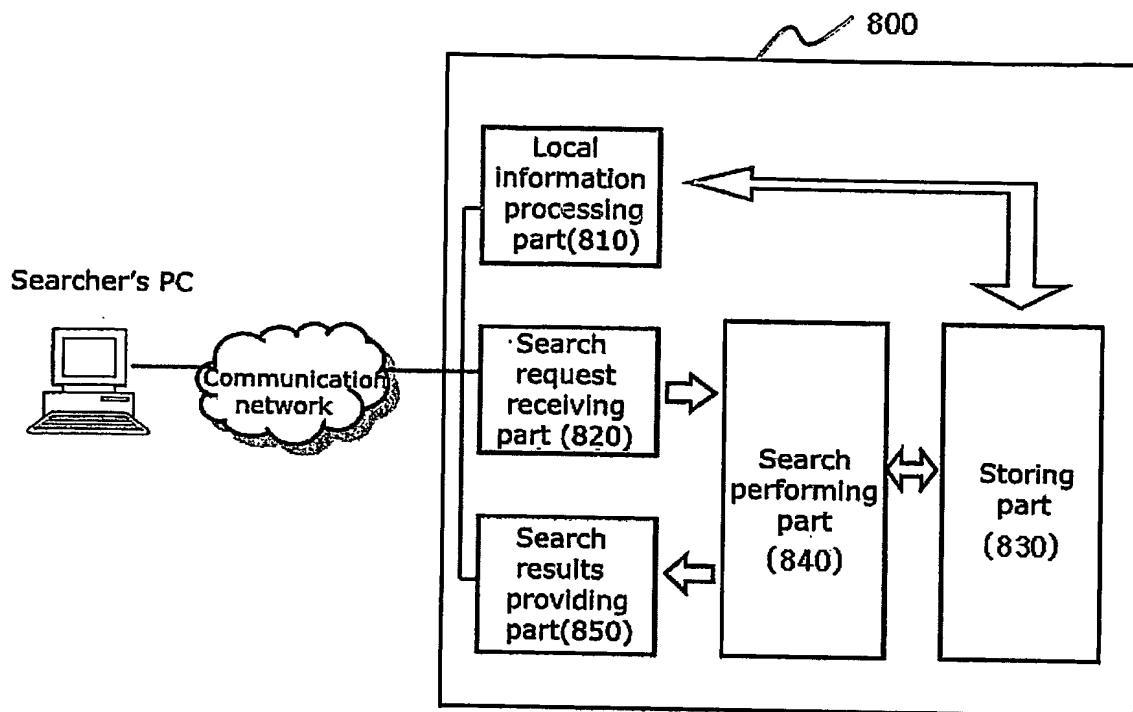 800
Local
information
processing
part(810)
Searcher's PC
Communication
network
Search
request
receiving
part (820)
Search
performing
part
(840)
Storing
part
(830)
Search
results
providing
part(850)